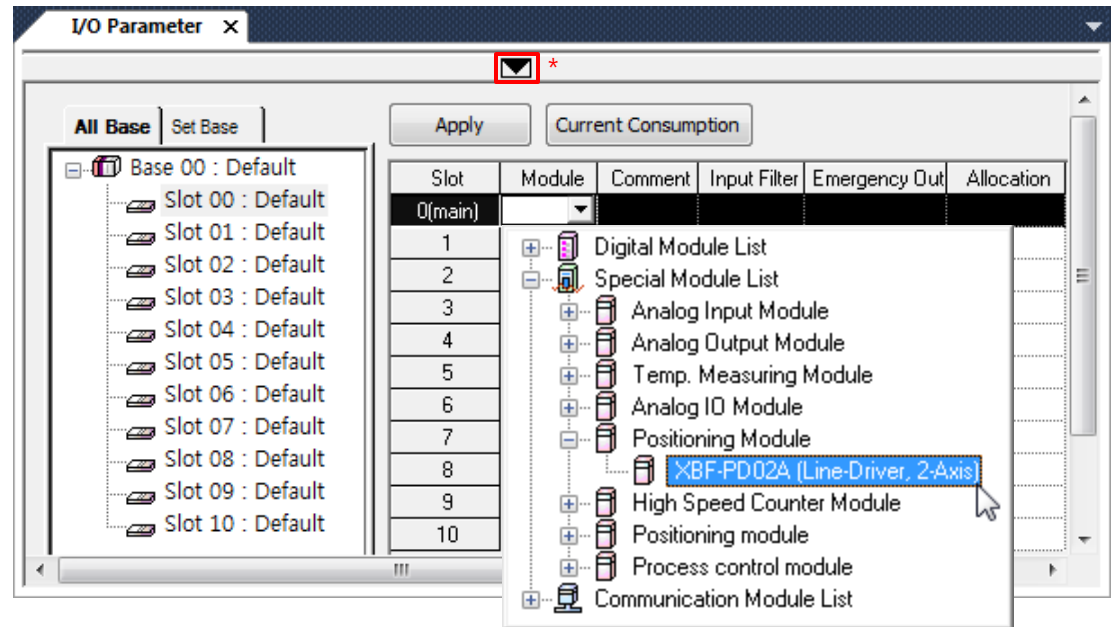 I/O Parameter X
*
All Base Set Base
Apply Current Consumption
Base 00 : Default
Slot 00 : Default
Slot 01 : Default
Slot 02 : Default
Slot 03 : Default
Slot 04 : Default
Slot 05 : Default
Slot 06 : Default
Slot 07 : Default
Slot 08 : Default
Slot 09 : Default
Slot 10 : Default
Slot Module Comment Input Filter Emergency Out Allocation
0(main)
1
2
3
4
5
6
7
8
9
10
Digital Module List
Special Module List
Analog Input Module
Analog Output Module
Temp. Measuring Module
Analog IO Module
Positioning Module
XBF-PD02A (Line-Driver, 2-Axis)
High Speed Counter Module
Positioning module
Process control module
Communication Module List